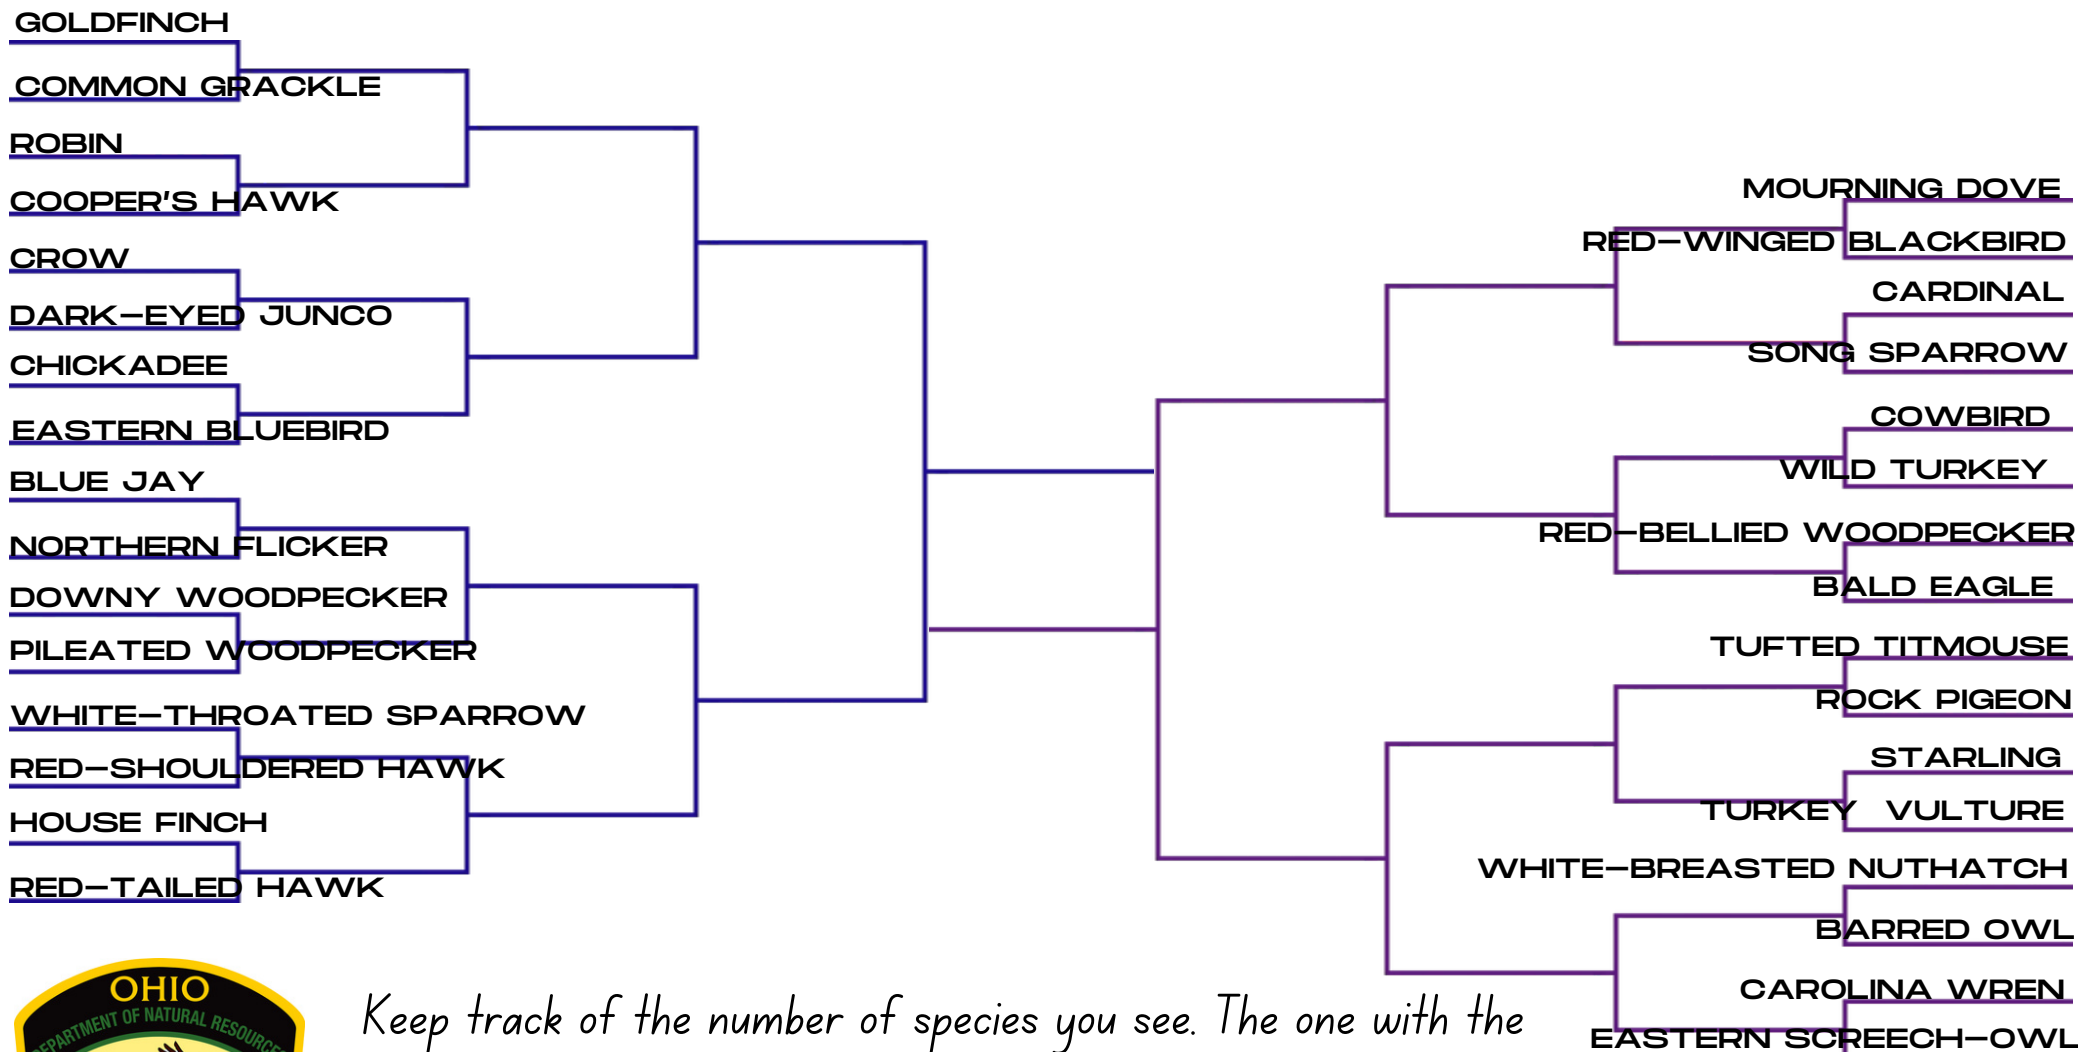 GOLDFINCH
COMMON GRACKLE
ROBIN
COOPER'S HAWK
CROW
DARK-EYED JUNCO
CHICKADEE
EASTERN BLUEBIRD
BLUE JAY
NORTHERN FLICKER
DOWNY WOODPECKER
PILEATED WOODPECKER
WHITE-THROATED SPARROW
RED-SHOULDERED HAWK
HOUSE FINCH
RED-TAILED HAWK
MOURNING DOVE
RED-WINGED BLACKBIRD
CARDINAL
SONG SPARROW
COWBIRD
WILD TURKEY
RED-BELLIED WOODPECKER
BALD EAGLE
TUFTED TITMOUSE
ROCK PIGEON
STARLING
TURKEY VULTURE
WHITE-BREASTED NUTHATCH
BARRED OWL
CAROLINA WREN
EASTERN SCREECH-OWL
OHIO
DEPARTMENT OF NATURAL RESOURCES
Keep track of the number of species you see. The one with the